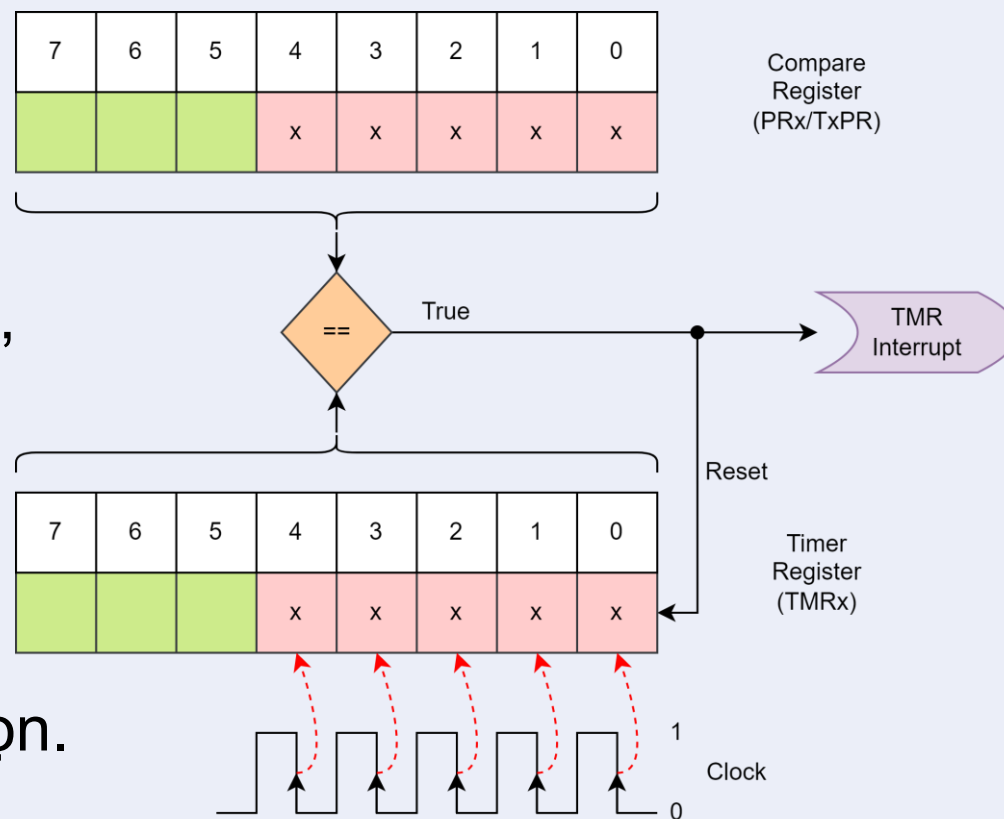 7 6 5 4 3 2 1 0
x x x x x
Compare
Register
(PRx/TxPR)
,
==
True
TMR
Interrupt
Reset
7 6 5 4 3 2 1 0
x x x x x
Timer
Register
(TMRx)
on.
1
Clock
0